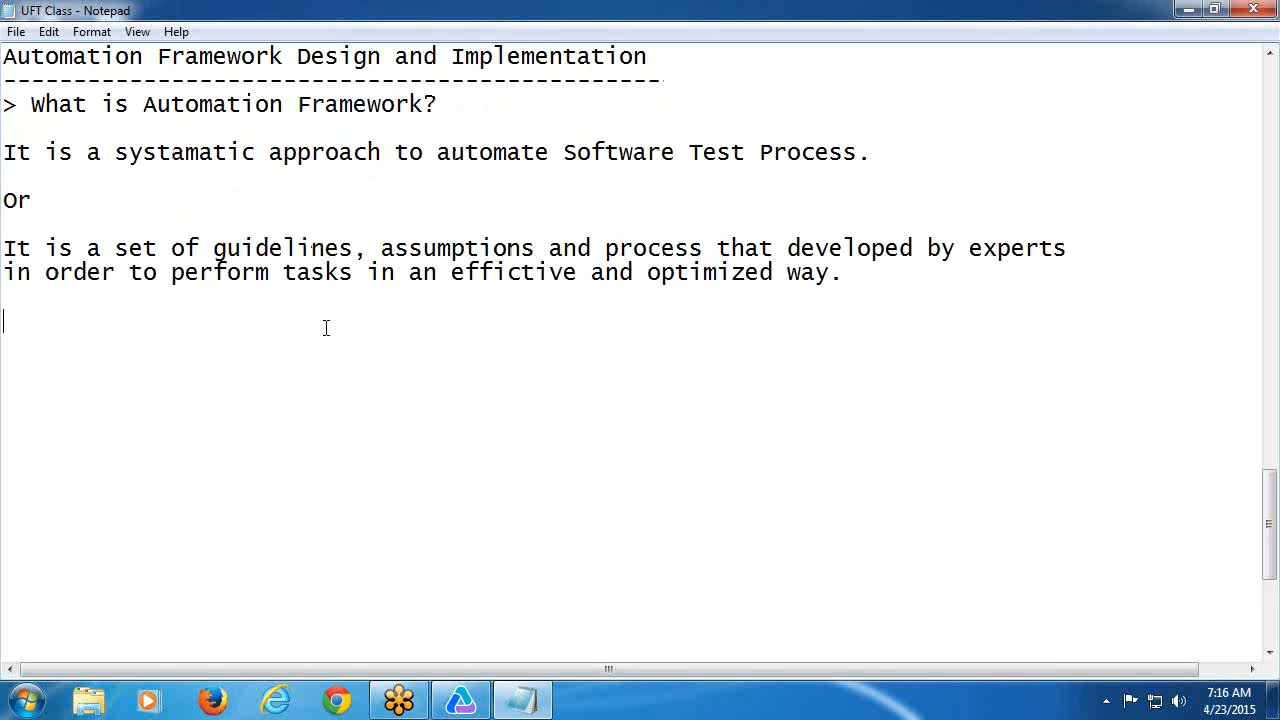 UFT Class - Notepad
File Edit Format View Help
Automation Framework Design and Implementation
-----------------------------------------------
> What is Automation Framework?
It is a systamatic approach to automate Software Test Process.
Or
It is a set of guidelines, assumptions and process that developed by experts
in order to perform tasks in an effictive and optimized way.
7:16 AM
4/23/2015